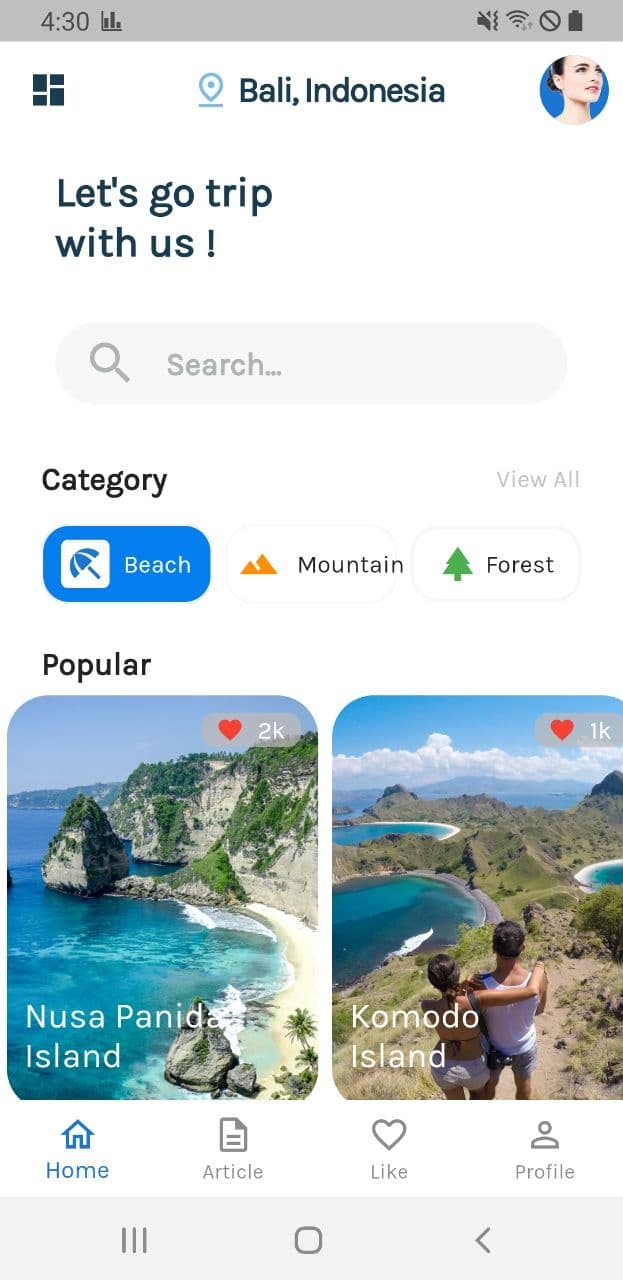 4:30
Bali, Indonesia
Let's go trip
with us !
Search...
Category
View All
Beach
Mountain
Forest
Popular
2k
1k
Nusa Panida
Island
Komodo
Island
Home
Article
Like
Profile